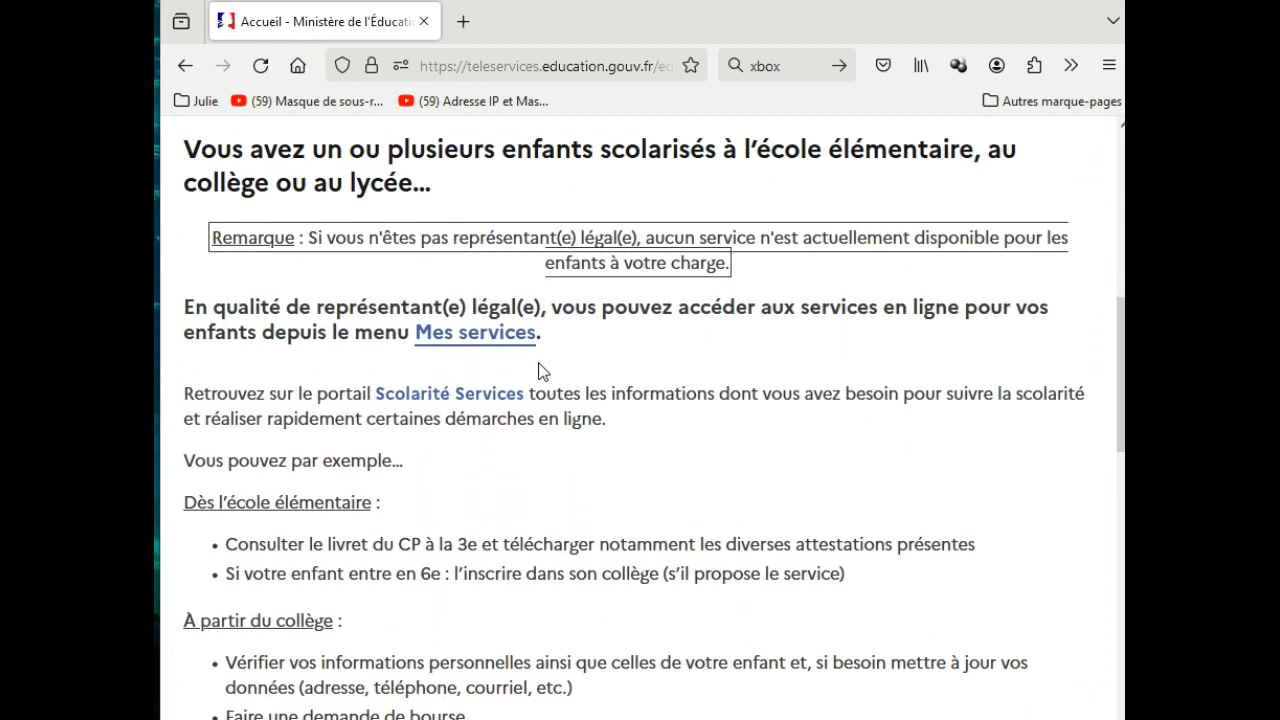 Accueil - Ministère de l'Éducati
https://teleservices.education.gouv.fr/ed
xbox
Julie
(59) Masque de sous-r...
(59) Adresse IP et Mas...
Autres marque-pages
Vous avez un ou plusieurs enfants scolarisés à l’école élémentaire, au
collège ou au lycée…
Remarque : Si vous n'êtes pas représentant(e) légal(e), aucun service n'est actuellement disponible pour les
enfants à votre charge.
En qualité de représentant(e) légal(e), vous pouvez accéder aux services en ligne pour vos
enfants depuis le menu Mes services.
Retrouvez sur le portail Scolarité Services toutes les informations dont vous avez besoin pour suivre la scolarité
et réaliser rapidement certaines démarches en ligne.
Vous pouvez par exemple…
Dès l’école élémentaire :
• Consulter le livret du CP à la 3e et télécharger notamment les diverses attestations présentes
• Si votre enfant entre en 6e : l’inscrire dans son collège (s’il propose le service)
À partir du collège :
• Vérifier vos informations personnelles ainsi que celles de votre enfant et, si besoin mettre à jour vos
données (adresse, téléphone, courriel, etc.)
• Faire une demande de bourse